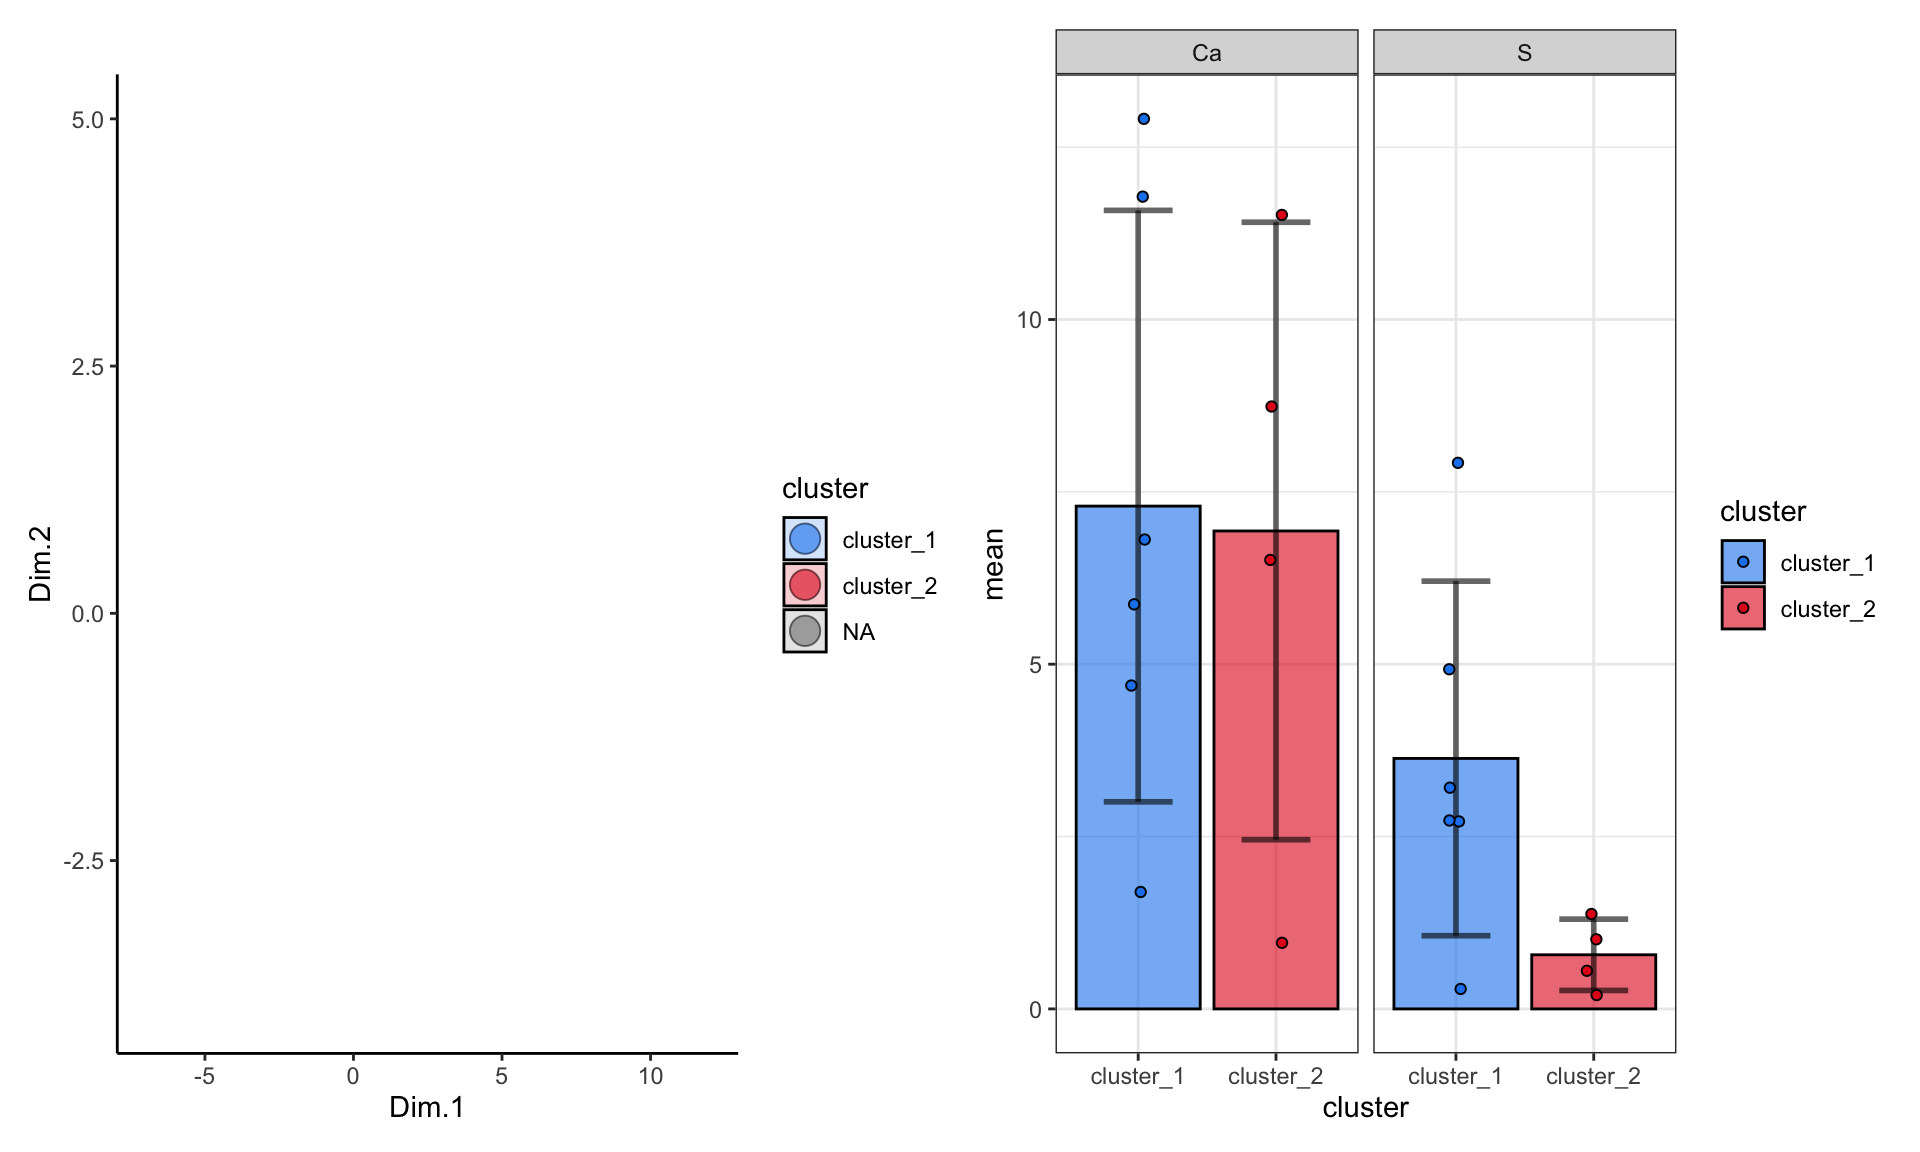 Dim.2
5.0
2.5
0.0
-2.5
-5 0 5 10
Dim.1
cluster
cluster_1
cluster_2
NA
Ca S
mean
10
5
0
cluster_1 cluster_2 cluster_1 cluster_2
cluster
cluster
cluster_1
cluster_2